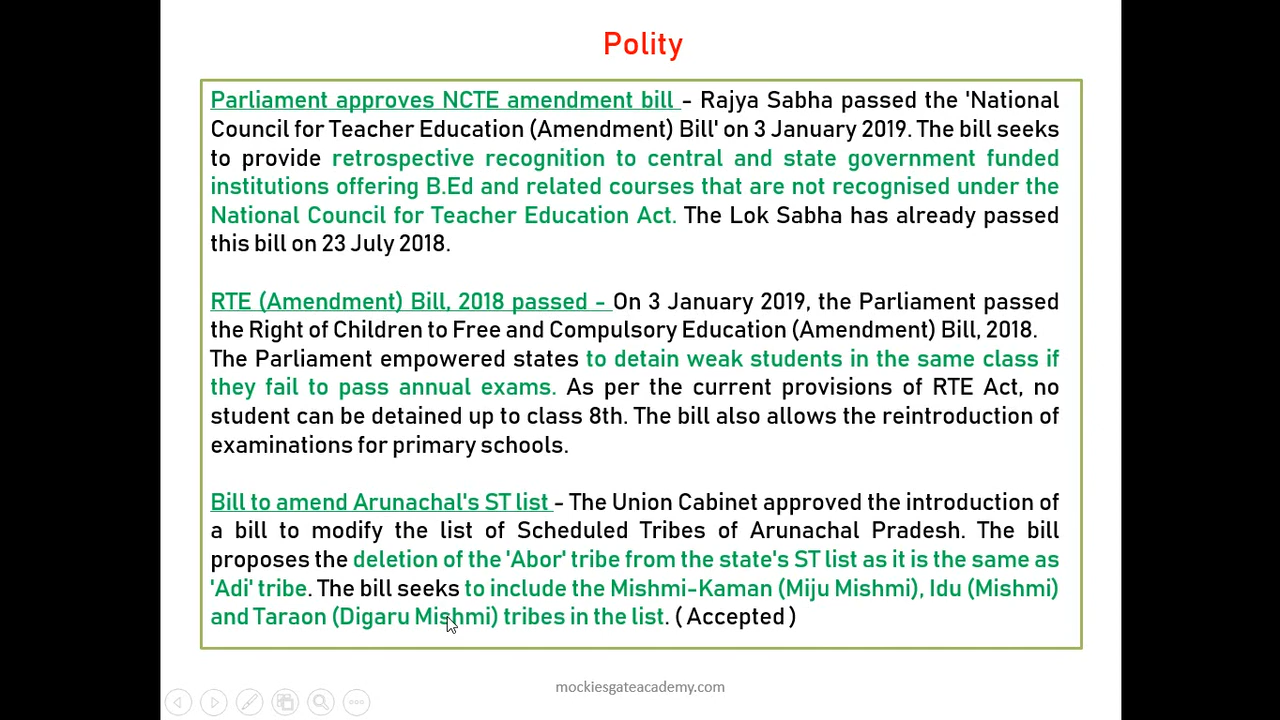 Polity
Parliament approves NCTE amendment bill - Rajya Sabha passed the 'National
Council for Teacher Education (Amendment) Bill' on 3 January 2019. The bill seeks
to provide retrospective recognition to central and state government funded
institutions offering B.Ed and related courses that are not recognised under the
National Council for Teacher Education Act. The Lok Sabha has already passed
this bill on 23 July 2018.
RTE (Amendment) Bill, 2018 passed - On 3 January 2019, the Parliament passed
the Right of Children to Free and Compulsory Education (Amendment) Bill, 2018.
The Parliament empowered states to detain weak students in the same class if
they fail to pass annual exams. As per the current provisions of RTE Act, no
student can be detained up to class 8th. The bill also allows the reintroduction of
examinations for primary schools.
Bill to amend Arunachal's ST list - The Union Cabinet approved the introduction of
a bill to modify the list of Scheduled Tribes of Arunachal Pradesh. The bill
proposes the deletion of the 'Abor' tribe from the state's ST list as it is the same as
'Adi' tribe. The bill seeks to include the Mishmi-Kaman (Miju Mishmi), Idu (Mishmi)
and Taraon (Digaru Mishmi) tribes in the list. ( Accepted )
mockiesgateacademy.com